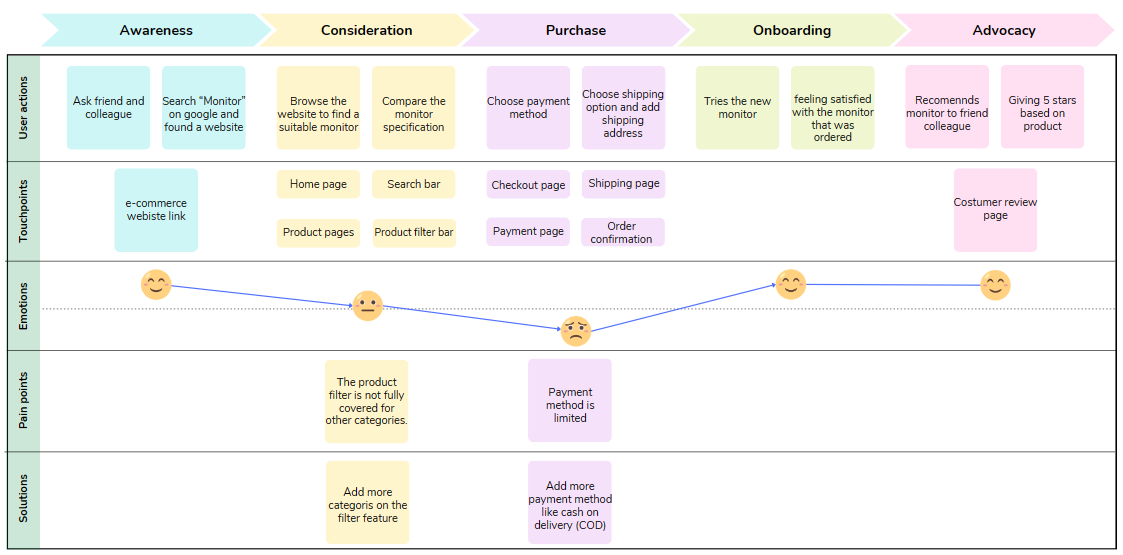 Awareness
Consideration
Purchase
Onboarding
Advocacy
User actions
Ask friend and
colleague
Search “Monitor”
on google and
found a website
Browse the
website to find a
suitable monitor
Compare the
monitor
specification
Choose payment
method
Choose shipping
option and add
shipping
address
Tries the new
monitor
feeling satisfied
with the monitor
that was
ordered
Recomennds
monitor to friend
colleague
Giving 5 stars
based on
product
Touchpoints
e-commerce
webiste link
Home page
Search bar
Product pages
Product filter bar
Checkout page
Shipping page
Payment page
Order
confirmation
Costumer review
page
Emotions
Pain points
The product
filter is not fully
covered for
other categories.
Payment
method is
limited
Solutions
Add more
categoris on the
filter feature
Add more
payment method
like cash on
delivery (COD)